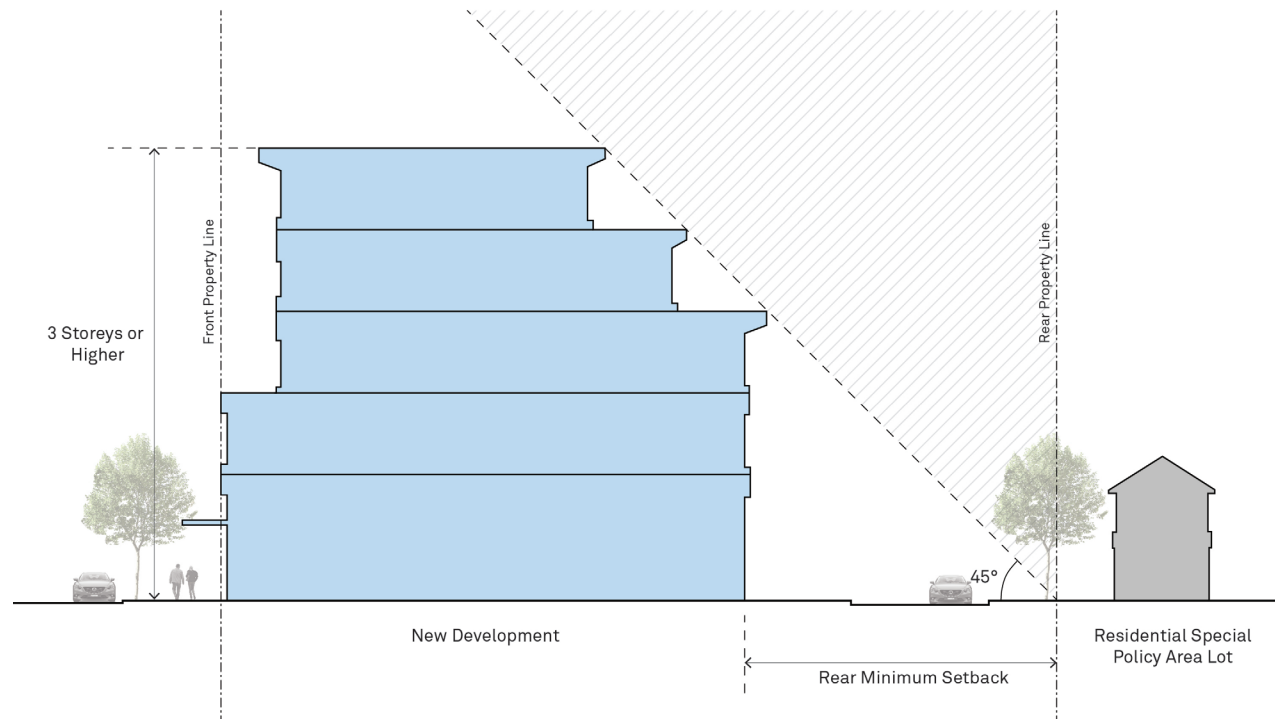 Front Property Line
Rear Property Line
3 Storeys or
Higher
45°
New Development
Residential Special
Policy Area Lot
Rear Minimum Setback